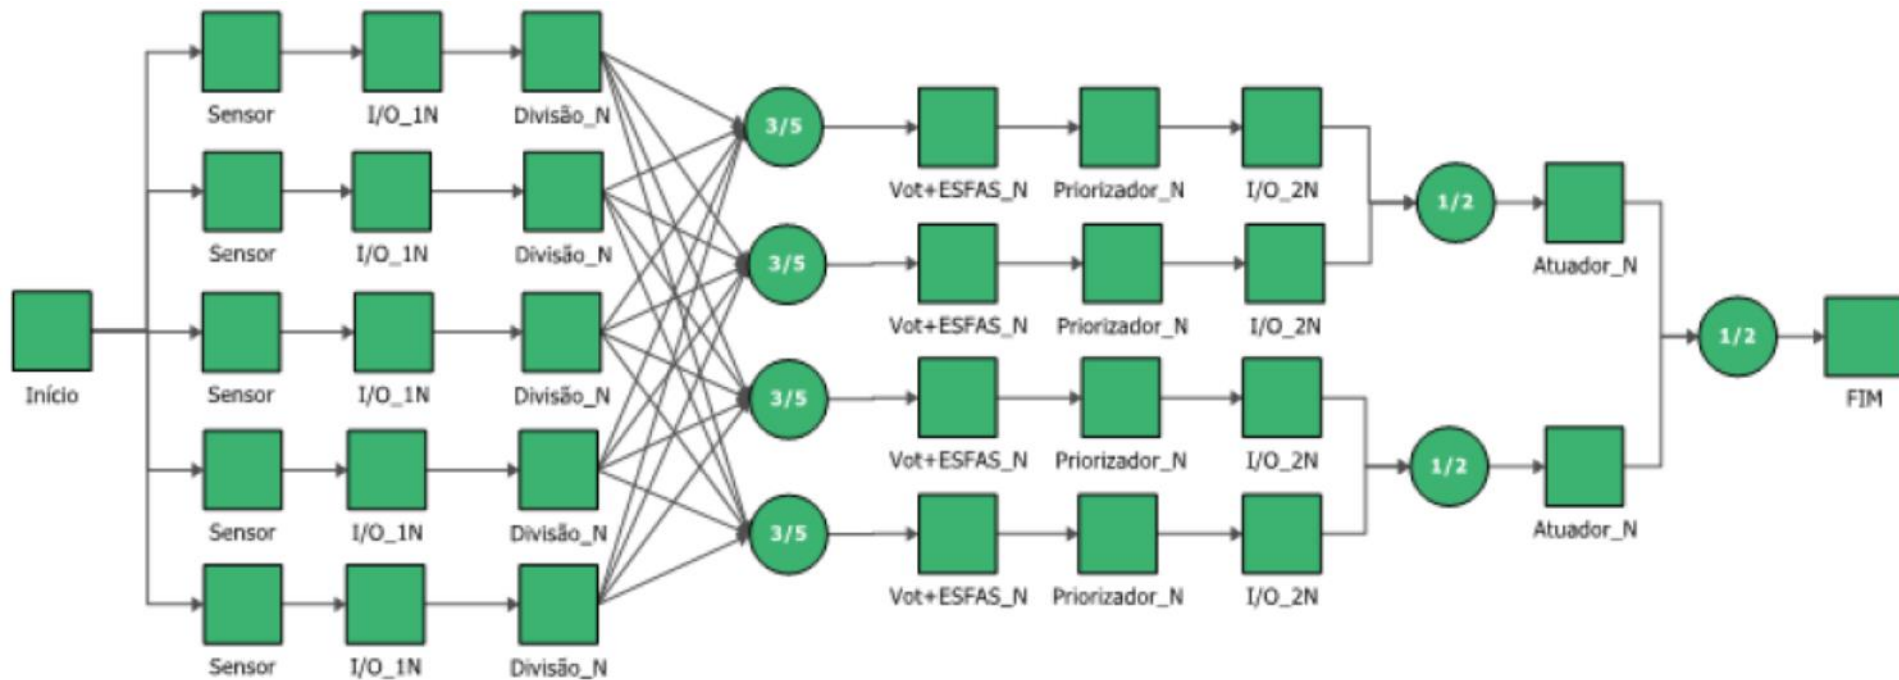 Sensor
I/O_1N
Divisão_N
3/5
Vot+ESFAS_N
Priorizador_N
I/O_2N
Sensor
I/O_1N
Divisão_N
1/2
Atuador_N
3/5
Vot+ESFAS_N
Priorizador_N
I/O_2N
Início
Sensor
I/O_1N
Divisão_N
1/2
FIM
3/5
Vot+ESFAS_N
Priorizador_N
I/O_2N
Sensor
I/O_1N
Divisão_N
1/2
Atuador_N
3/5
Vot+ESFAS_N
Priorizador_N
I/O_2N
Sensor
I/O_1N
Divisão_N